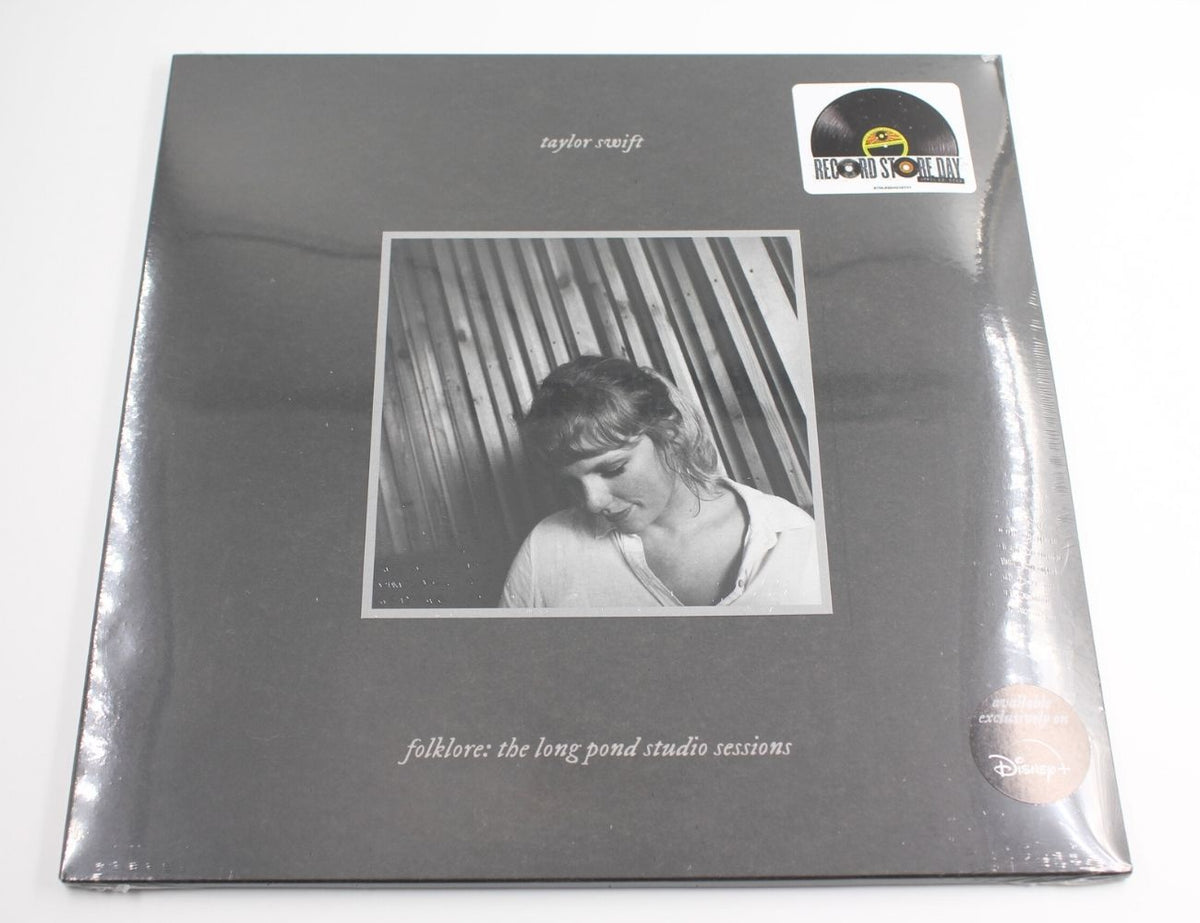 taylor swift
RECORD STORE DAY
folklore: the long pond studio sessions
available
exclusively on
Disney+